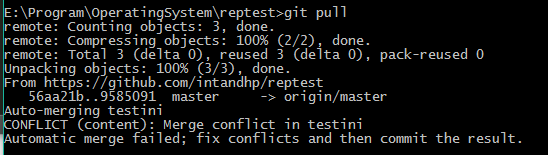 E:\Program\OperatingSystem\reptest>git pull
remote: Counting objects: 3, done.
remote: Compressing objects: 100% (2/2), done.
remote: Total 3 (delta 0), reused 3 (delta 0), pack-reused 0
Unpacking objects: 100% (3/3), done.
From https://github.com/intandhp/reptest
   56aa21b..9585091  master     -> origin/master
Auto-merging testini
CONFLICT (content): Merge conflict in testini
Automatic merge failed; fix conflicts and then commit the result.